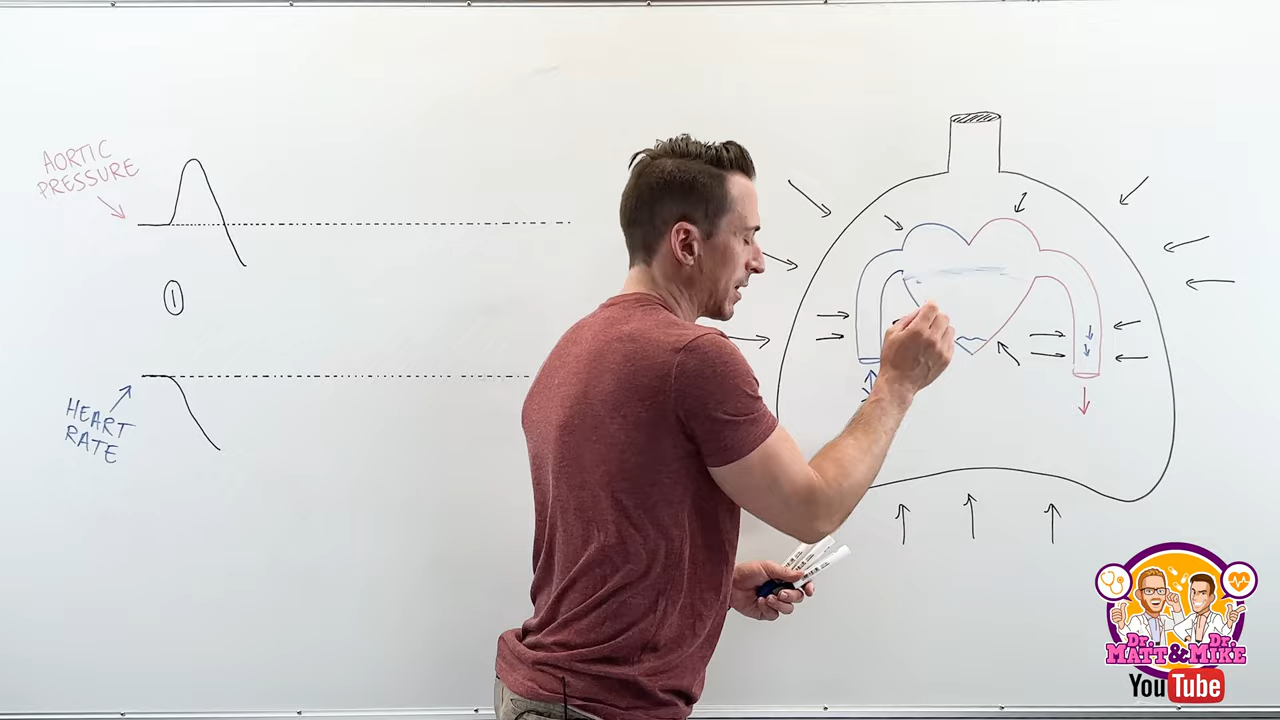 AORTIC
PRESSURE
1
HEART
RATE
Dr. Dr.
MATT & MIKE
YouTube